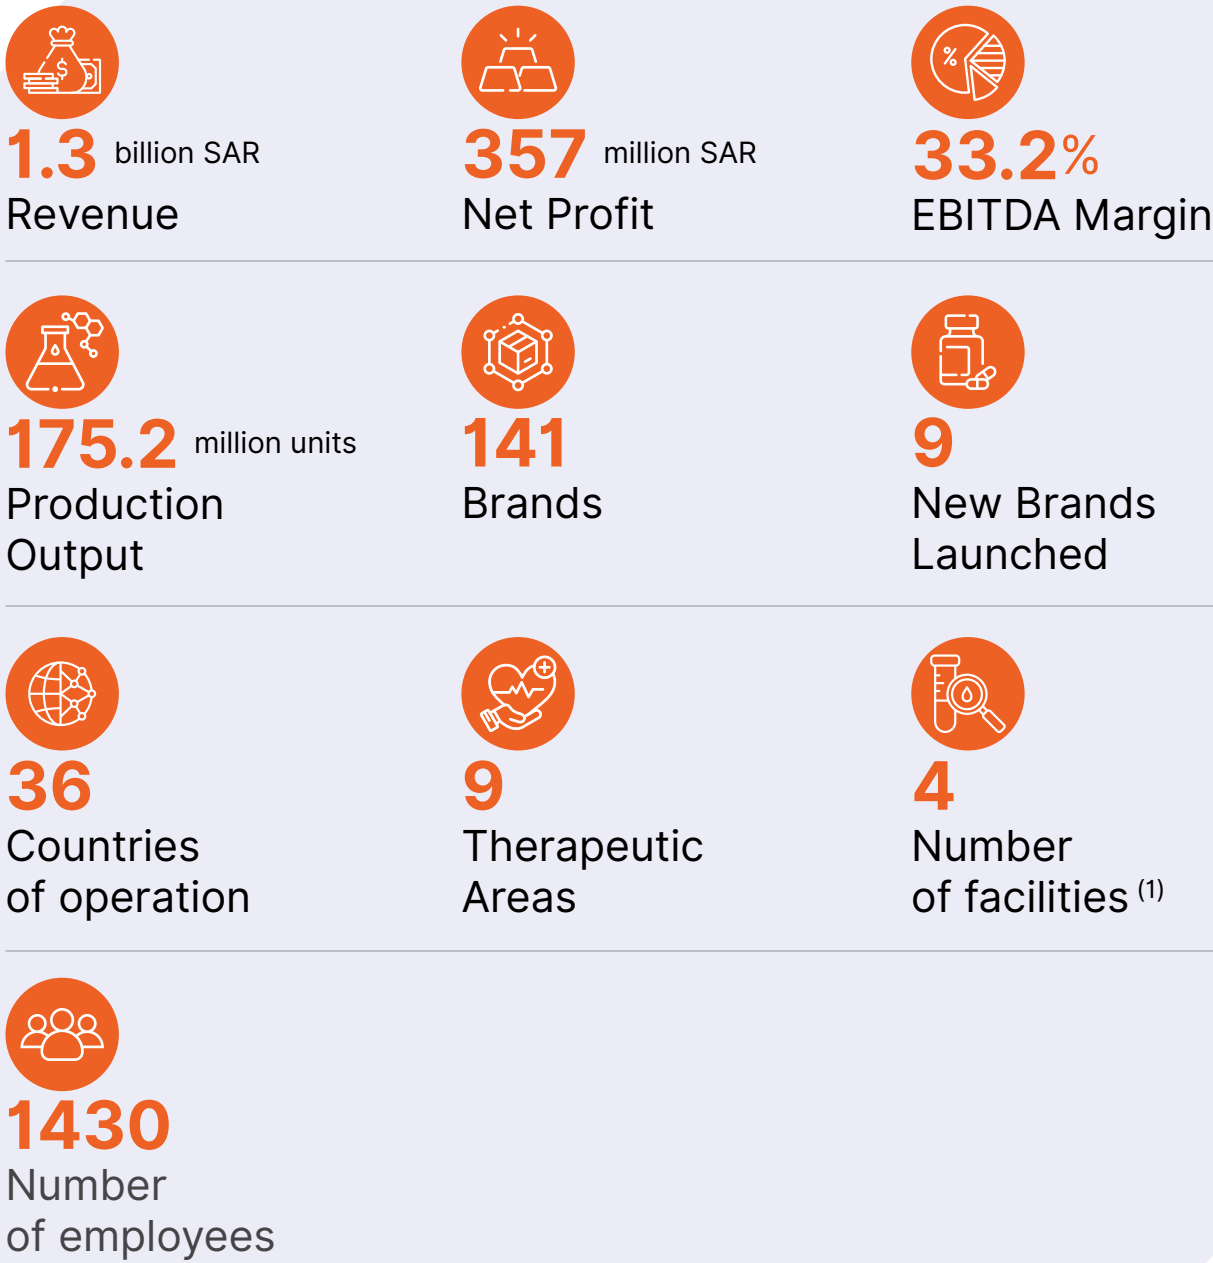 1.3 billion SAR
Revenue
357 million SAR
Net Profit
33.2%
EBITDA Margin
175.2 million units
Production
Output
141
Brands
9
New Brands
Launched
36
Countries
of operation
9
Therapeutic
Areas
4
Number
of facilities (1)
1430
Number
of employees